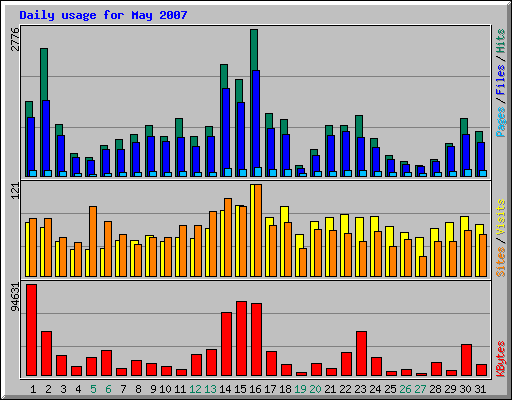 Daily usage for May 2007
2776
Pages / Files / Hits
121
Sites / Visits
94631
KBytes
1 2 3 4 5 6 7 8 9 10 11 12 13 14 15 16 17 18 19 20 21 22 23 24 25 26 27 28 29 30 31